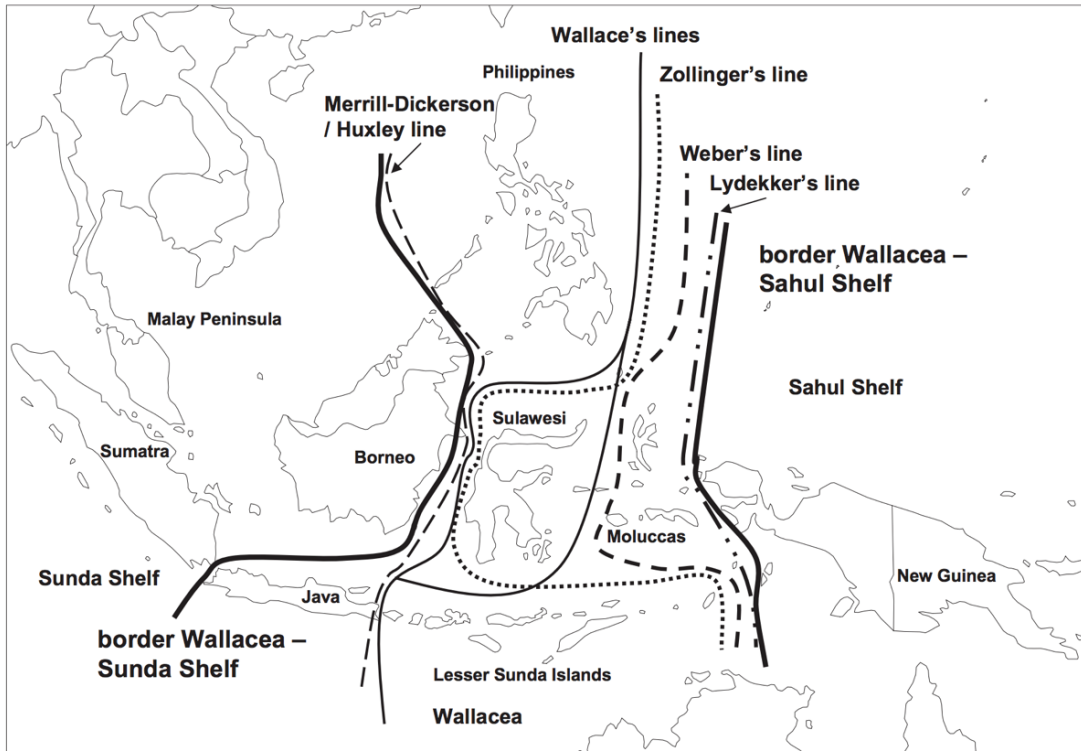 Wallace's lines
Philippines
Zollinger's line
Merrill-Dickerson
/ Huxley line
Weber's line
Lydekker's line
border Wallacea –
Sahul Shelf
Malay Peninsula
Sahul Shelf
Sulawesi
Sumatra
Borneo
Moluccas
Sunda Shelf
New Guinea
Java
border Wallacea –
Sunda Shelf
Lesser Sunda Islands
Wallacea